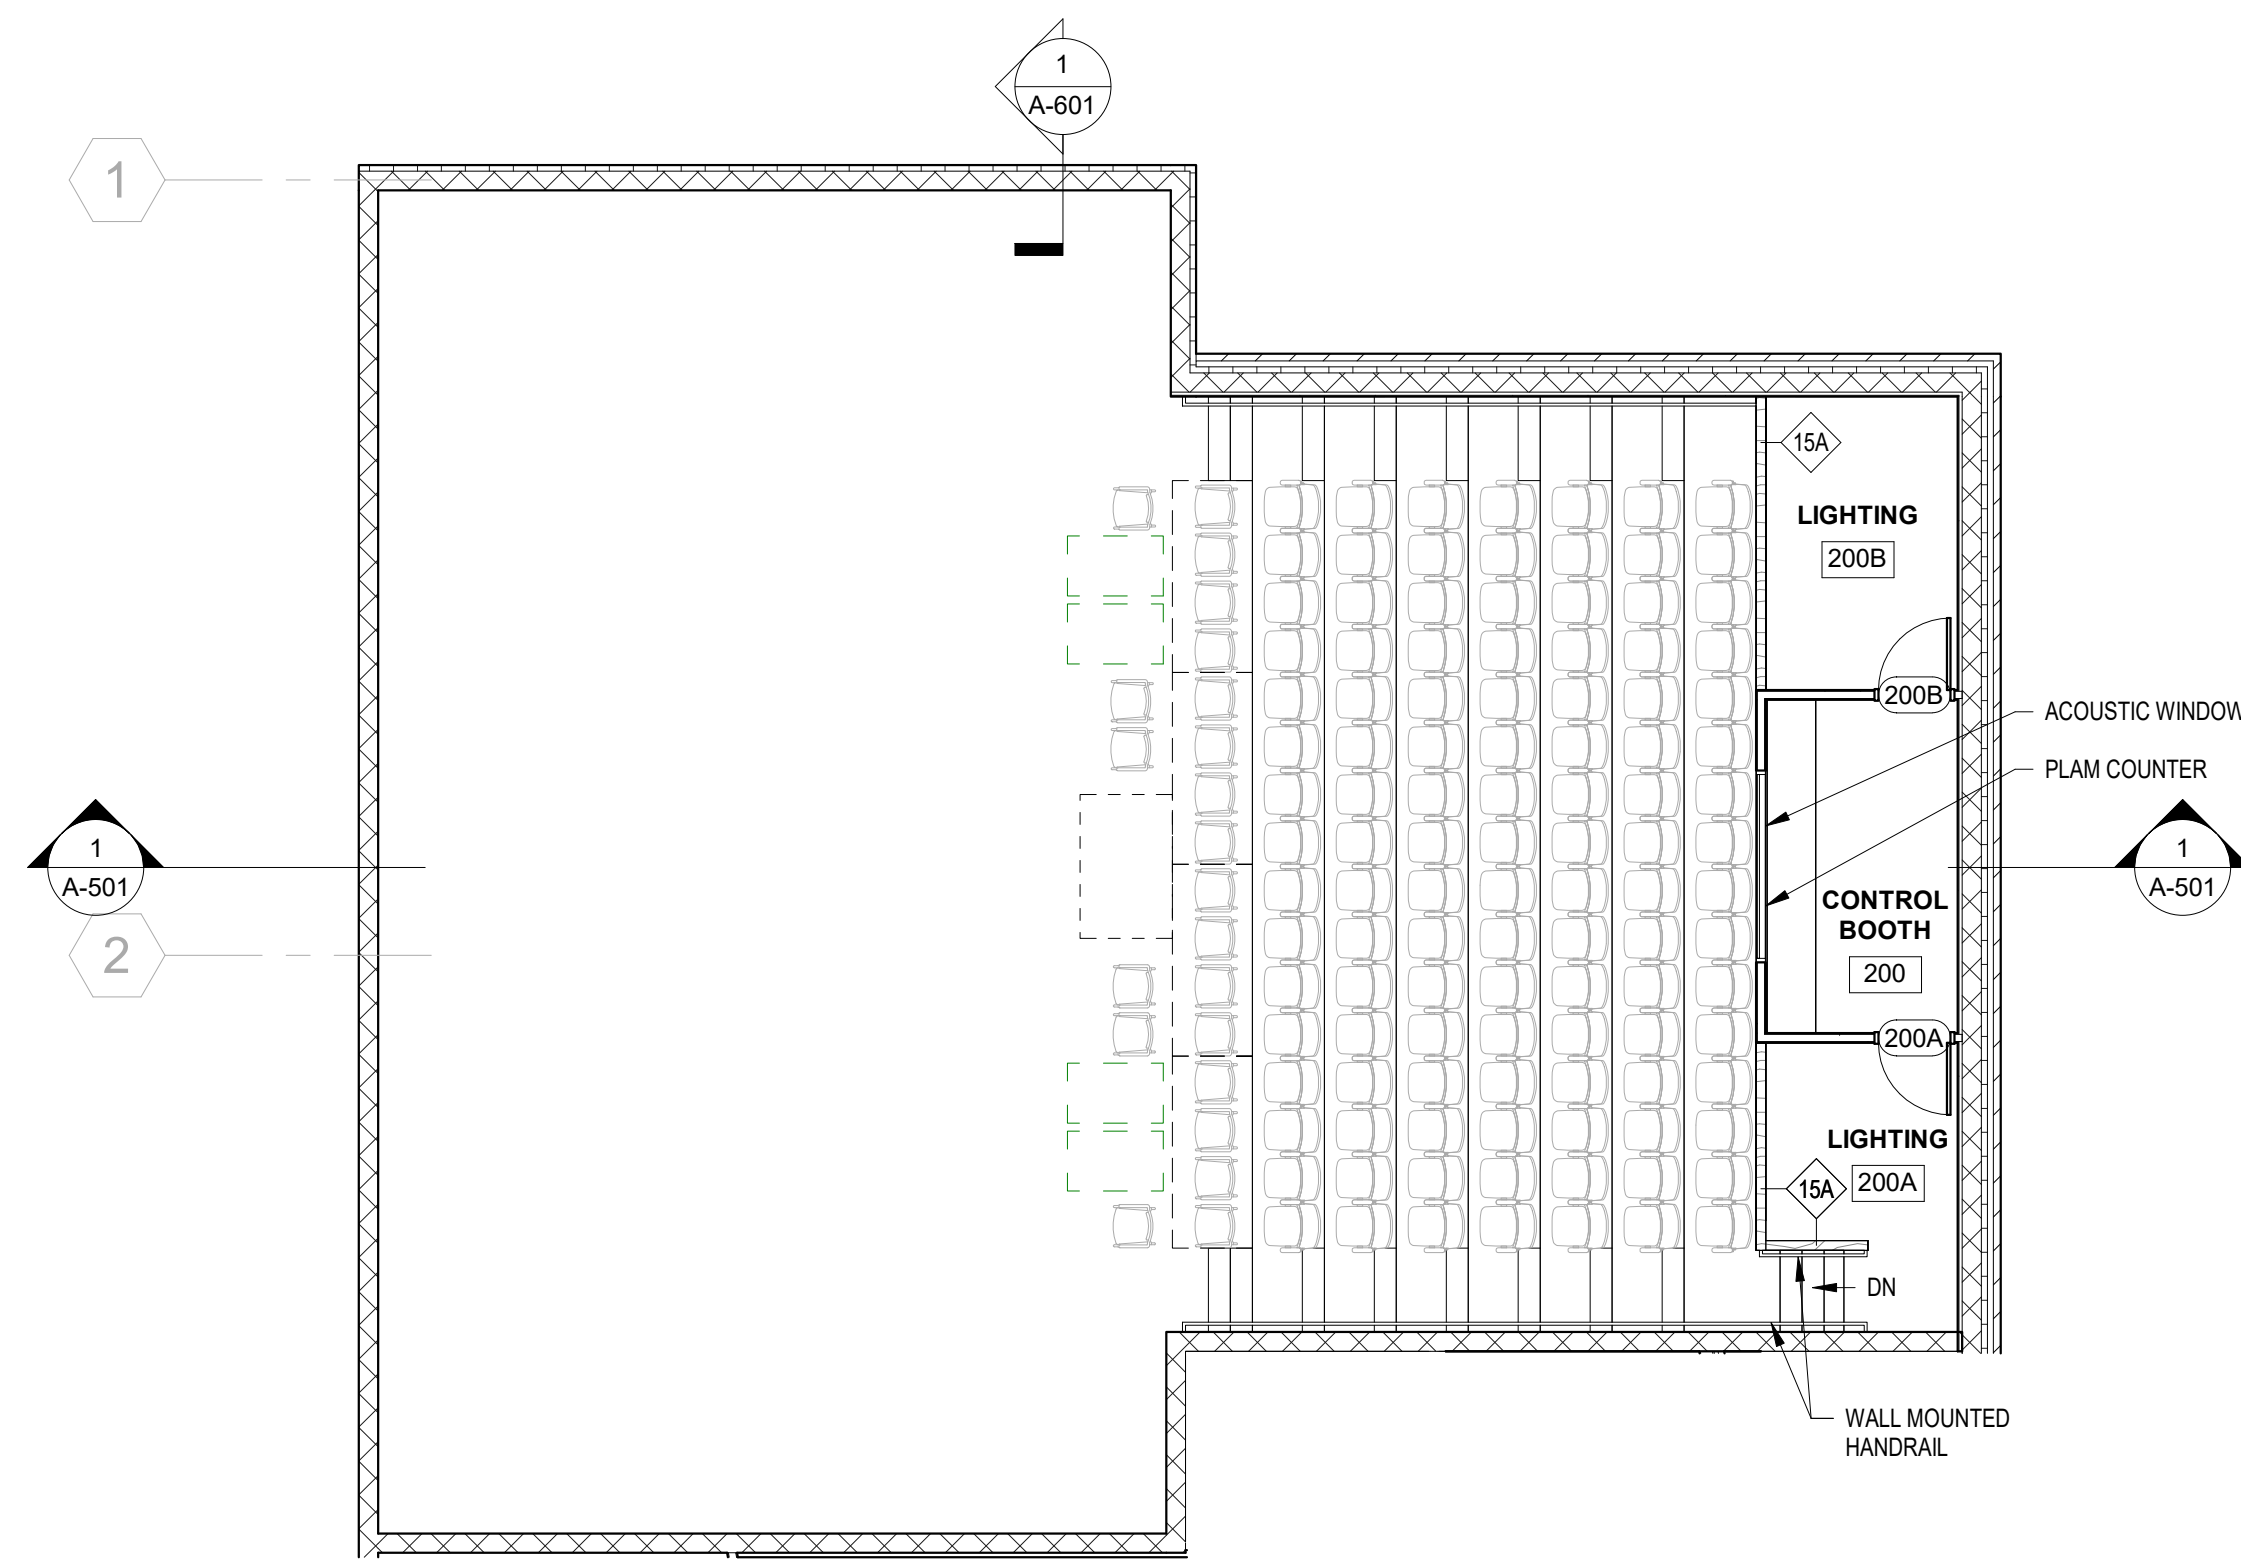 1
A-601
1
15A
LIGHTING
200B
200B
ACOUSTIC WINDOW
PLAM COUNTER
1
A-501
1
A-501
CONTROL
BOOTH
2
200
200A
LIGHTING
15A
200A
DN
WALL MOUNTED
HANDRAIL